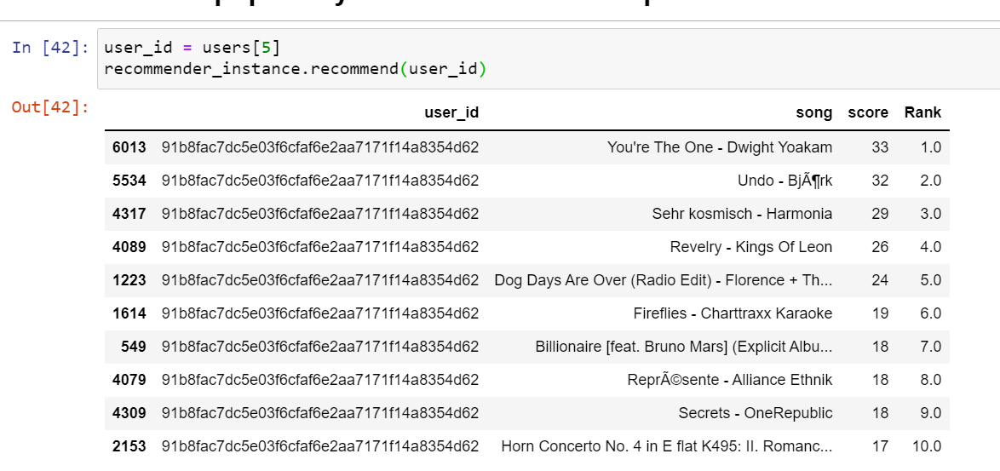 In [42]: user_id = users[5]
recommender_instance.recommend(user_id)
Out[42]:
user_id song score Rank
6013 91b8fac7dc5e03f6cfaf6e2aa7171f14a8354d62 You're The One - Dwight Yoakam 33 1.0
5534 91b8fac7dc5e03f6cfaf6e2aa7171f14a8354d62 Undo - BjÃ¶rk 32 2.0
4317 91b8fac7dc5e03f6cfaf6e2aa7171f14a8354d62 Sehr kosmisch - Harmonia 29 3.0
4089 91b8fac7dc5e03f6cfaf6e2aa7171f14a8354d62 Revelry - Kings Of Leon 26 4.0
1223 91b8fac7dc5e03f6cfaf6e2aa7171f14a8354d62 Dog Days Are Over (Radio Edit) - Florence + Th... 24 5.0
1614 91b8fac7dc5e03f6cfaf6e2aa7171f14a8354d62 Fireflies - Charttraxx Karaoke 19 6.0
549 91b8fac7dc5e03f6cfaf6e2aa7171f14a8354d62 Billionaire [feat. Bruno Mars] (Explicit Albu... 18 7.0
4079 91b8fac7dc5e03f6cfaf6e2aa7171f14a8354d62 ReprÃ©sente - Alliance Ethnik 18 8.0
4309 91b8fac7dc5e03f6cfaf6e2aa7171f14a8354d62 Secrets - OneRepublic 18 9.0
2153 91b8fac7dc5e03f6cfaf6e2aa7171f14a8354d62 Horn Concerto No. 4 in E flat K495: II. Romanc... 17 10.0